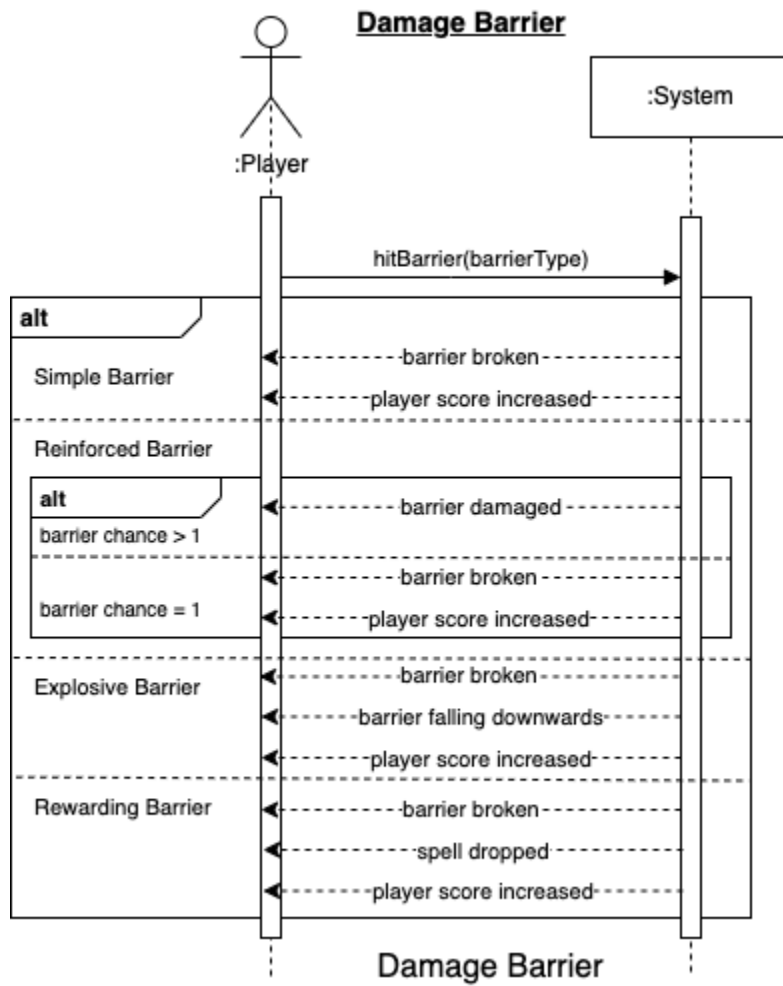 Damage Barrier
:System
:Player
hitBarrier(barrierType)
alt
barrier broken
Simple Barrier
player score increased
Reinforced Barrier
alt
barrier damaged
barrier chance > 1
barrier broken
barrier chance = 1
player score increased
barrier broken
Explosive Barrier
barrier falling downwards
player score increased
Rewarding Barrier
barrier broken
spell dropped
player score increased
Damage Barrier